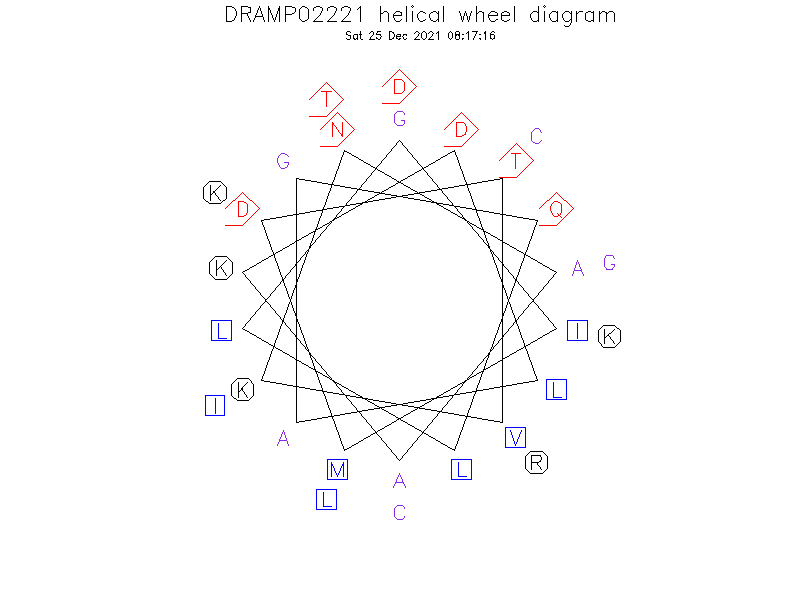 DRAMP02221 helical wheel diagram
Sat 25 Dec 2021 08:17:16
D
T
G
N
D
C
G
T
K
D
Q
K
A
G
L
I
K
I
K
L
A
V
M
L
R
A
L
C